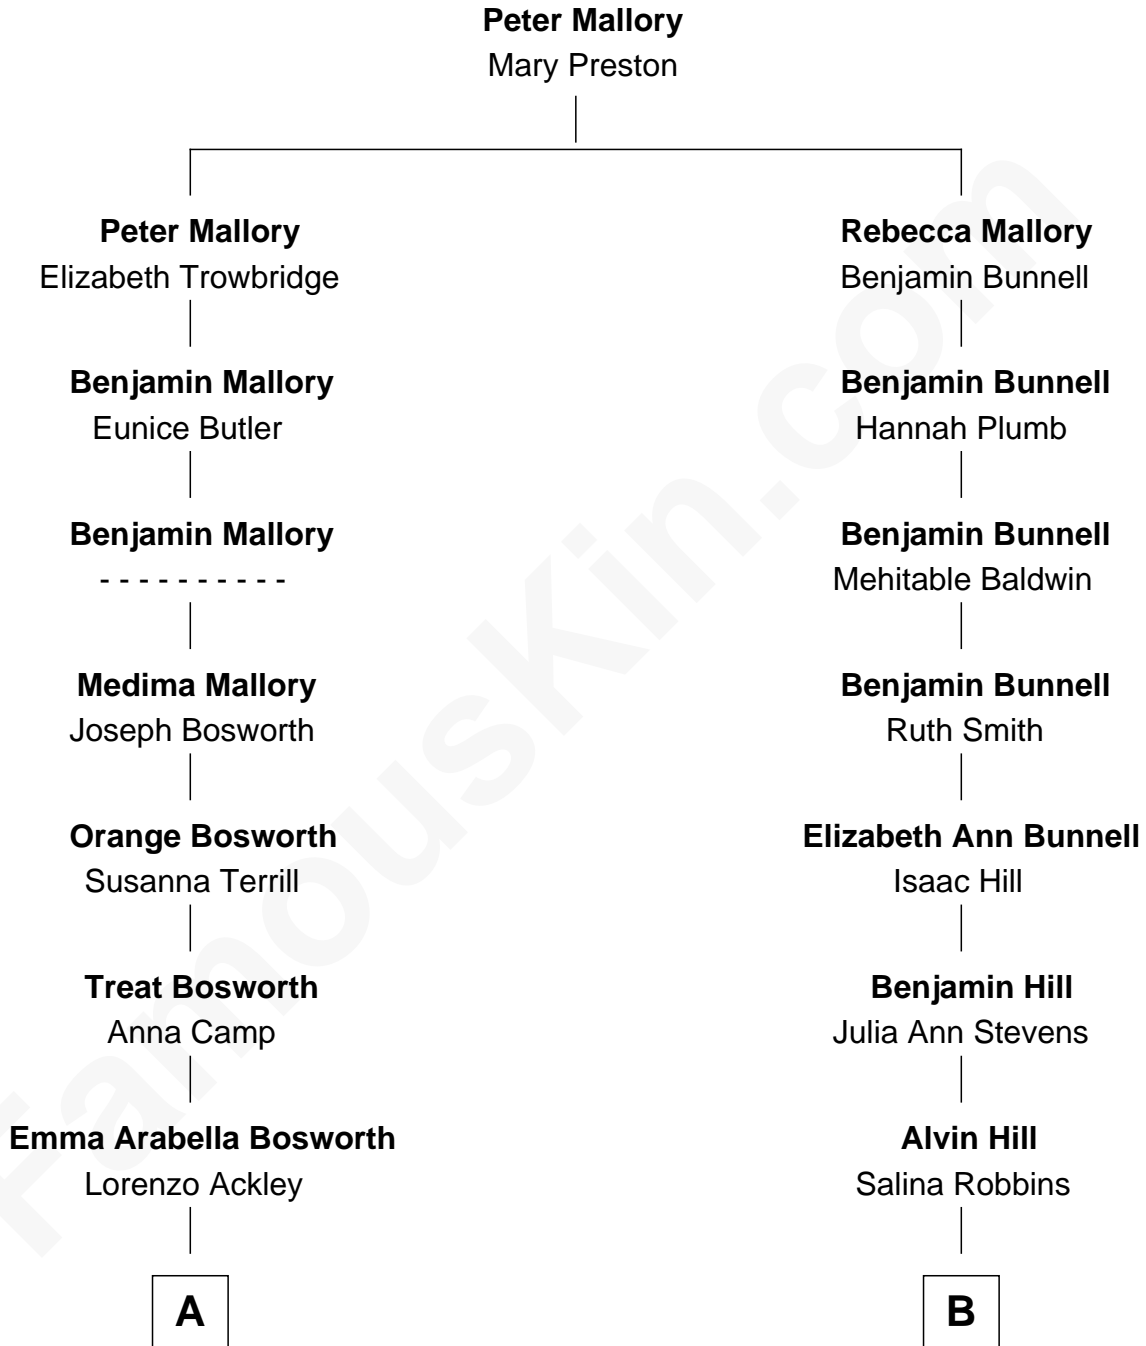 Peter Mallory
Mary Preston
Peter Mallory
Elizabeth Trowbridge
Rebecca Mallory
Benjamin Bunnell
Benjamin Mallory
Eunice Butler
Benjamin Bunnell
Hannah Plumb
Benjamin Mallory
- - - - - - - - - -
Benjamin Bunnell
Mehitable Baldwin
Medima Mallory
Joseph Bosworth
Benjamin Bunnell
Ruth Smith
Orange Bosworth
Susanna Terrill
Elizabeth Ann Bunnell
Isaac Hill
Treat Bosworth
Anna Camp
Benjamin Hill
Julia Ann Stevens
Emma Arabella Bosworth
Lorenzo Ackley
Alvin Hill
Salina Robbins
A
B
FamousKin.com